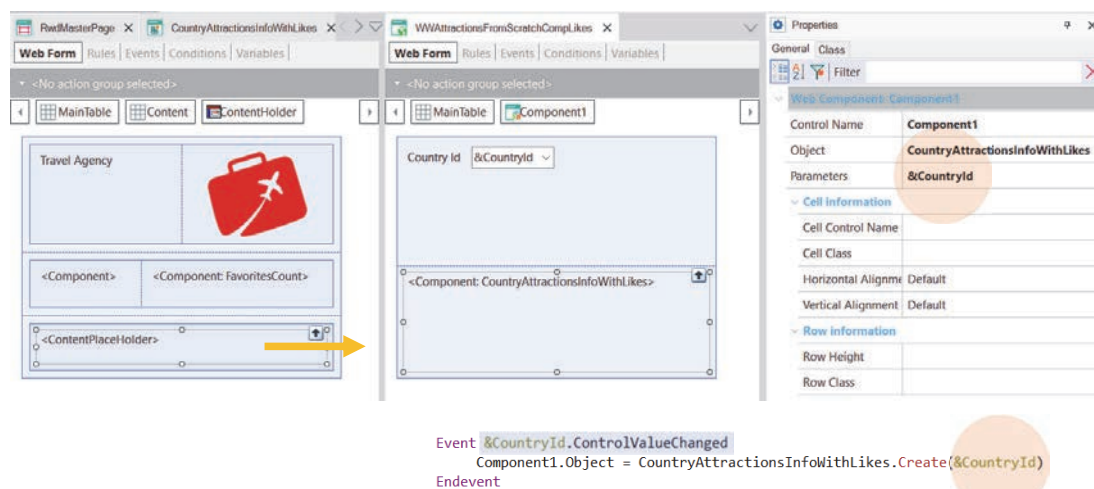 RwdMasterPage X CountryAttractionsInfoWithLikes X
Web Form Rules Events Conditions Variables
<No action group selected>
MainTable Content ContentHolder
Travel Agency
<Component> <Component: FavoritesCount>
<ContentPlaceHolder>
WWAttractionsFromScratchCompLikes X
Web Form Rules Events Conditions Variables
<No action group selected>
MainTable Component1
Country Id &CountryId
<Component: CountryAttractionsInfoWithLikes>
Properties
General Class
Filter
Web Component: Component1
Control Name Component1
Object CountryAttractionsInfoWithLikes
Parameters &CountryId
Cell information
Cell Control Name
Cell Class
Horizontal Alignme Default
Vertical Alignment Default
Row information
Row Height
Row Class
Event &CountryId.ControlValueChanged
Component1.Object = CountryAttractionsInfoWithLikes.Create(&CountryId)
Endevent